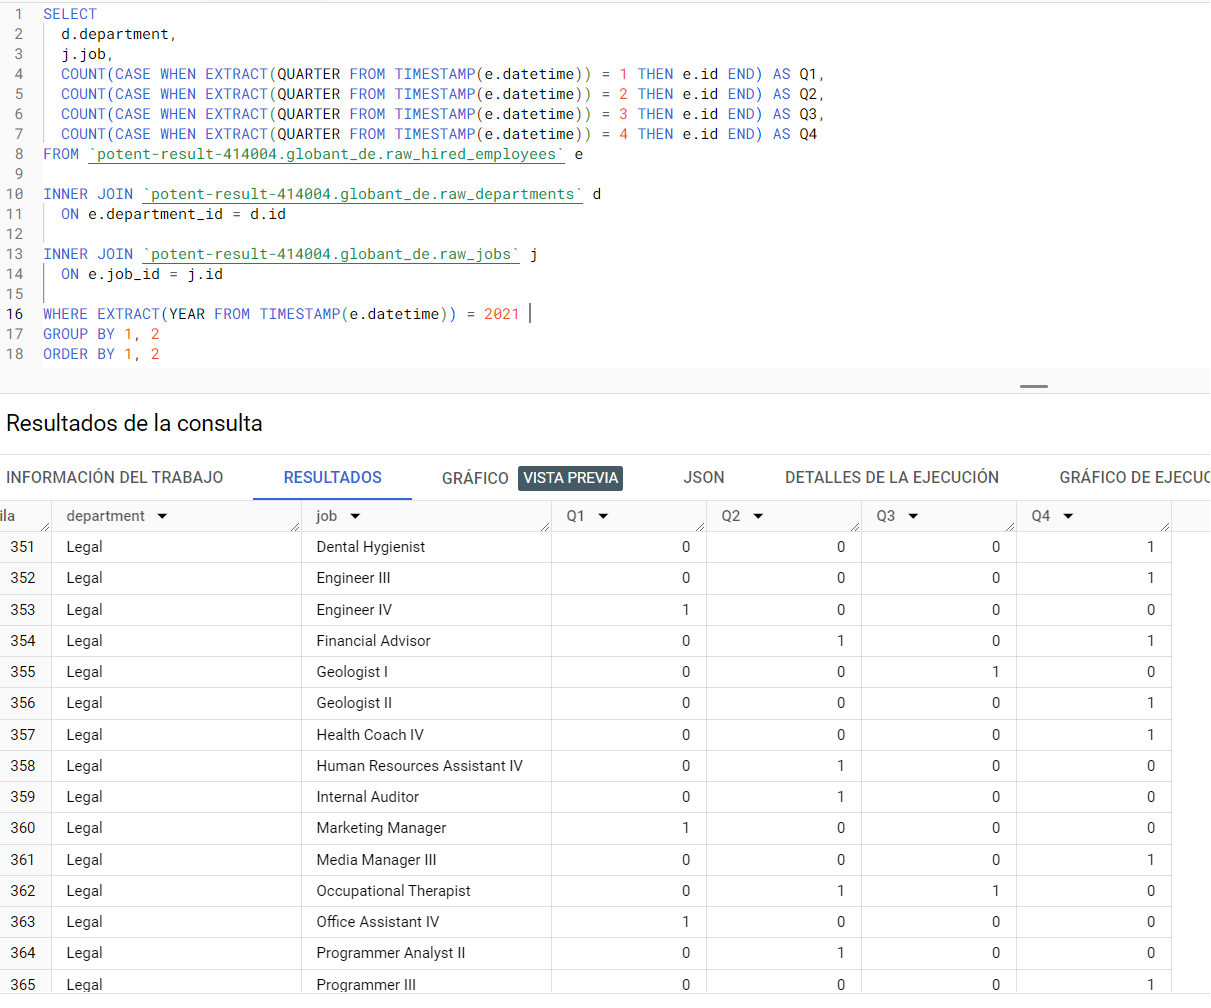 1 SELECT
2 d.department,
3 j.job,
4 COUNT(CASE WHEN EXTRACT(QUARTER FROM TIMESTAMP(e.datetime)) = 1 THEN e.id END) AS Q1,
5 COUNT(CASE WHEN EXTRACT(QUARTER FROM TIMESTAMP(e.datetime)) = 2 THEN e.id END) AS Q2,
6 COUNT(CASE WHEN EXTRACT(QUARTER FROM TIMESTAMP(e.datetime)) = 3 THEN e.id END) AS Q3,
7 COUNT(CASE WHEN EXTRACT(QUARTER FROM TIMESTAMP(e.datetime)) = 4 THEN e.id END) AS Q4
8 FROM `potent-result-414004.globant_de.raw_hired_employees` e
9
10 INNER JOIN `potent-result-414004.globant_de.raw_departments` d
11 ON e.department_id = d.id
12
13 INNER JOIN `potent-result-414004.globant_de.raw_jobs` j
14 ON e.job_id = j.id
15
16 WHERE EXTRACT(YEAR FROM TIMESTAMP(e.datetime)) = 2021
17 GROUP BY 1, 2
18 ORDER BY 1, 2
Resultados de la consulta
INFORMACIÓN DEL TRABAJO RESULTADOS GRÁFICO VISTA PREVIA JSON DETALLES DE LA EJECUCIÓN GRÁFICO DE EJECUC
ila department job Q1 Q2 Q3 Q4
351 Legal Dental Hygienist 0 0 0 1
352 Legal Engineer III 0 0 0 1
353 Legal Engineer IV 1 0 0 0
354 Legal Financial Advisor 0 1 0 1
355 Legal Geologist I 0 0 1 0
356 Legal Geologist II 0 0 0 1
357 Legal Health Coach IV 0 0 0 1
358 Legal Human Resources Assistant IV 0 1 0 0
359 Legal Internal Auditor 0 1 0 0
360 Legal Marketing Manager 1 0 0 0
361 Legal Media Manager III 0 0 0 1
362 Legal Occupational Therapist 0 1 1 0
363 Legal Office Assistant IV 1 0 0 0
364 Legal Programmer Analyst II 0 1 0 0
365 Legal Programmer III 0 0 0 1